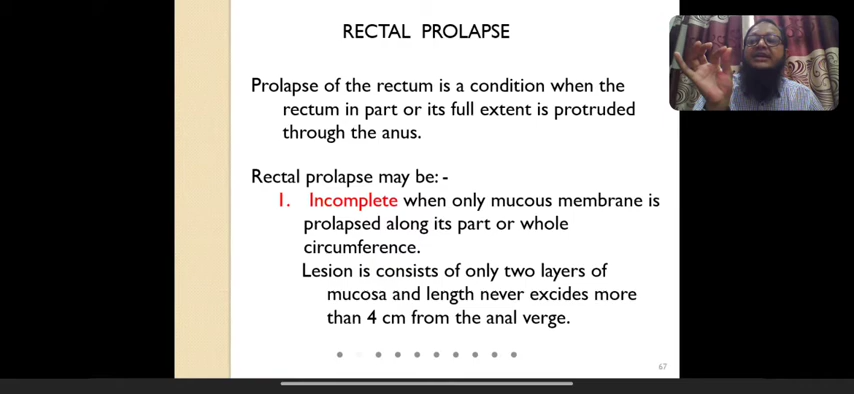 RECTAL PROLAPSE
Prolapse of the rectum is a condition when the
rectum in part or its full extent is protruded
through the anus.
Rectal prolapse may be: -
1. Incomplete when only mucous membrane is
prolapsed along its part or whole
circumference.
Lesion is consists of only two layers of
mucosa and length never excides more
than 4 cm from the anal verge.
67